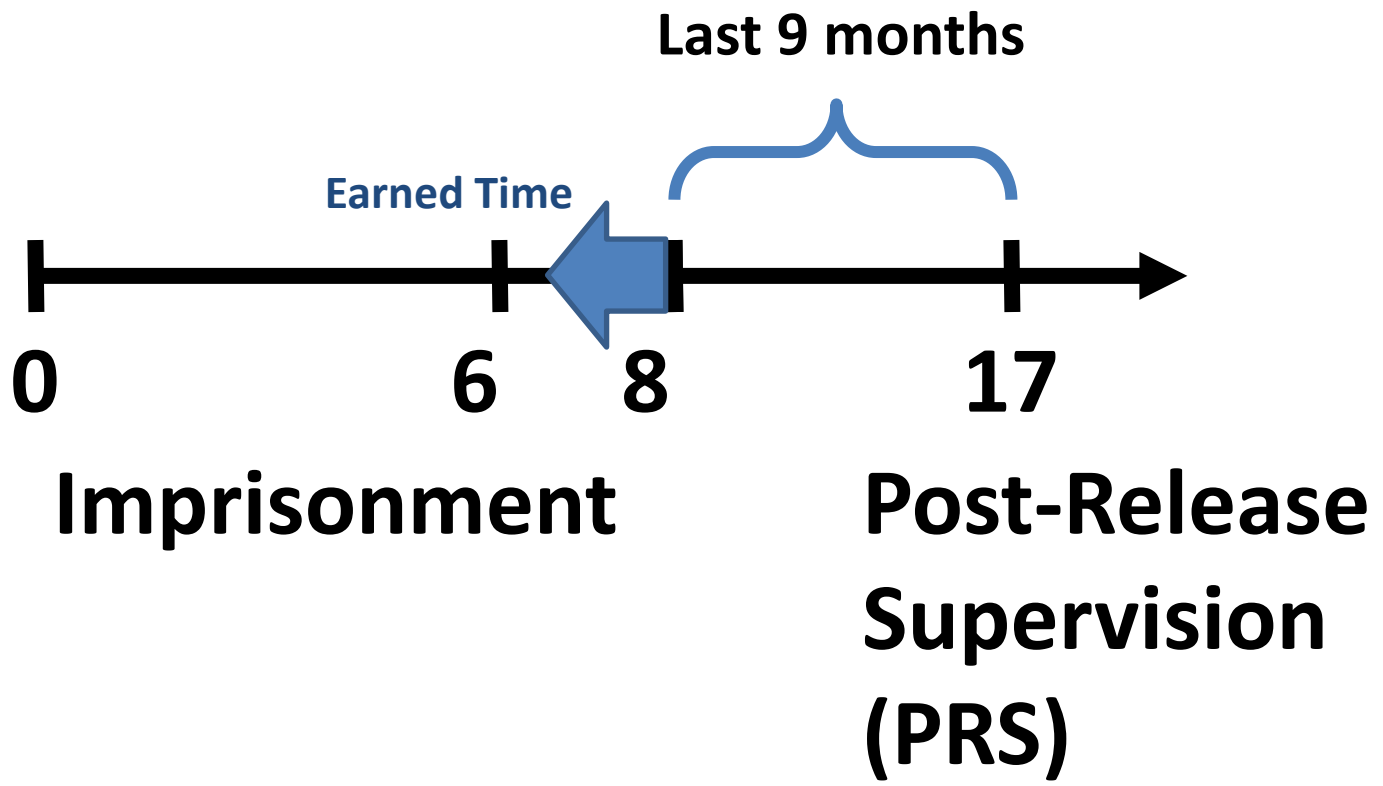 Last 9 months
Earned Time
0 6 8 17
Imprisonment
Post-Release
Supervision
(PRS)